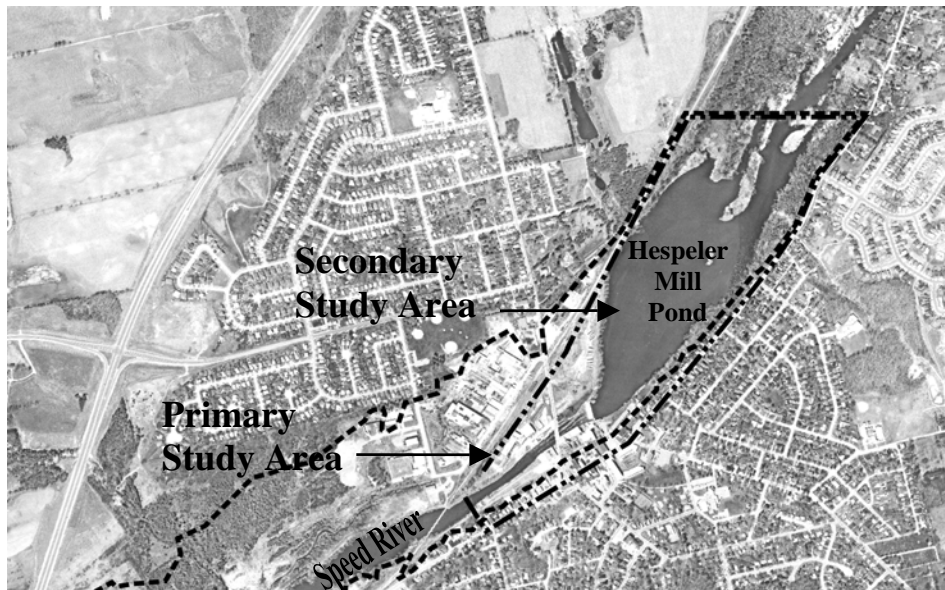 Hespeler
Mill
Pond
Secondary
Study Area
Primary
Study Area
Speed River